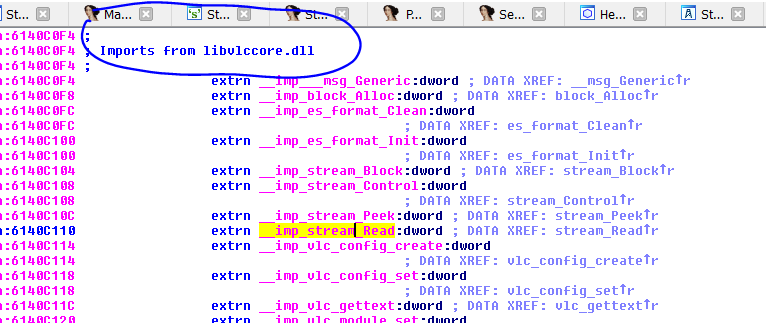 St... Ma... St... St... P... Se... He... St...
a:6140C0F4 ;
a:6140C0F4 ; Imports from libvlccore.dll
a:6140C0F4 ;
a:6140C0F4 extrn __imp___msg_Generic:dword ; DATA XREF: __msg_Generic↑r
a:6140C0F8 extrn __imp_block_Alloc:dword ; DATA XREF: block_Alloc↑r
a:6140C0FC extrn __imp_es_format_Clean:dword
a:6140C0FC ; DATA XREF: es_format_Clean↑r
a:6140C100 extrn __imp_es_format_Init:dword
a:6140C100 ; DATA XREF: es_format_Init↑r
a:6140C104 extrn __imp_stream_Block:dword ; DATA XREF: stream_Block↑r
a:6140C108 extrn __imp_stream_Control:dword
a:6140C108 ; DATA XREF: stream_Control↑r
a:6140C10C extrn __imp_stream_Peek:dword ; DATA XREF: stream_Peek↑r
a:6140C110 extrn __imp_stream_Read:dword ; DATA XREF: stream_Read↑r
a:6140C114 extrn __imp_vlc_config_create:dword
a:6140C114 ; DATA XREF: vlc_config_create↑r
a:6140C118 extrn __imp_vlc_config_set:dword
a:6140C118 ; DATA XREF: vlc_config_set↑r
a:6140C11C extrn __imp_vlc_gettext:dword ; DATA XREF: vlc_gettext↑r
a:6140C120 extrn __imp_vlc_module_set:dword